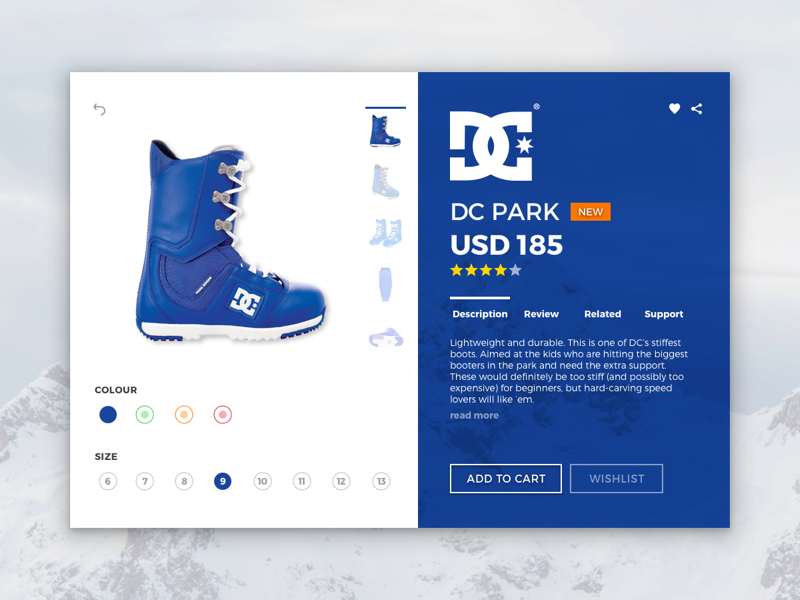 COLOUR
SIZE
6 7 8 9 10 11 12 13
DC
®
DC PARK NEW
USD 185
Description Review Related Support
Lightweight and durable. This is one of DC's stiffest
boots. Aimed at the kids who are hitting the biggest
booters in the park and need the extra support.
These would definitely be too stiff (and possibly too
expensive) for beginners, but hard-carving speed
lovers will like ´em.
read more
ADD TO CART WISHLIST